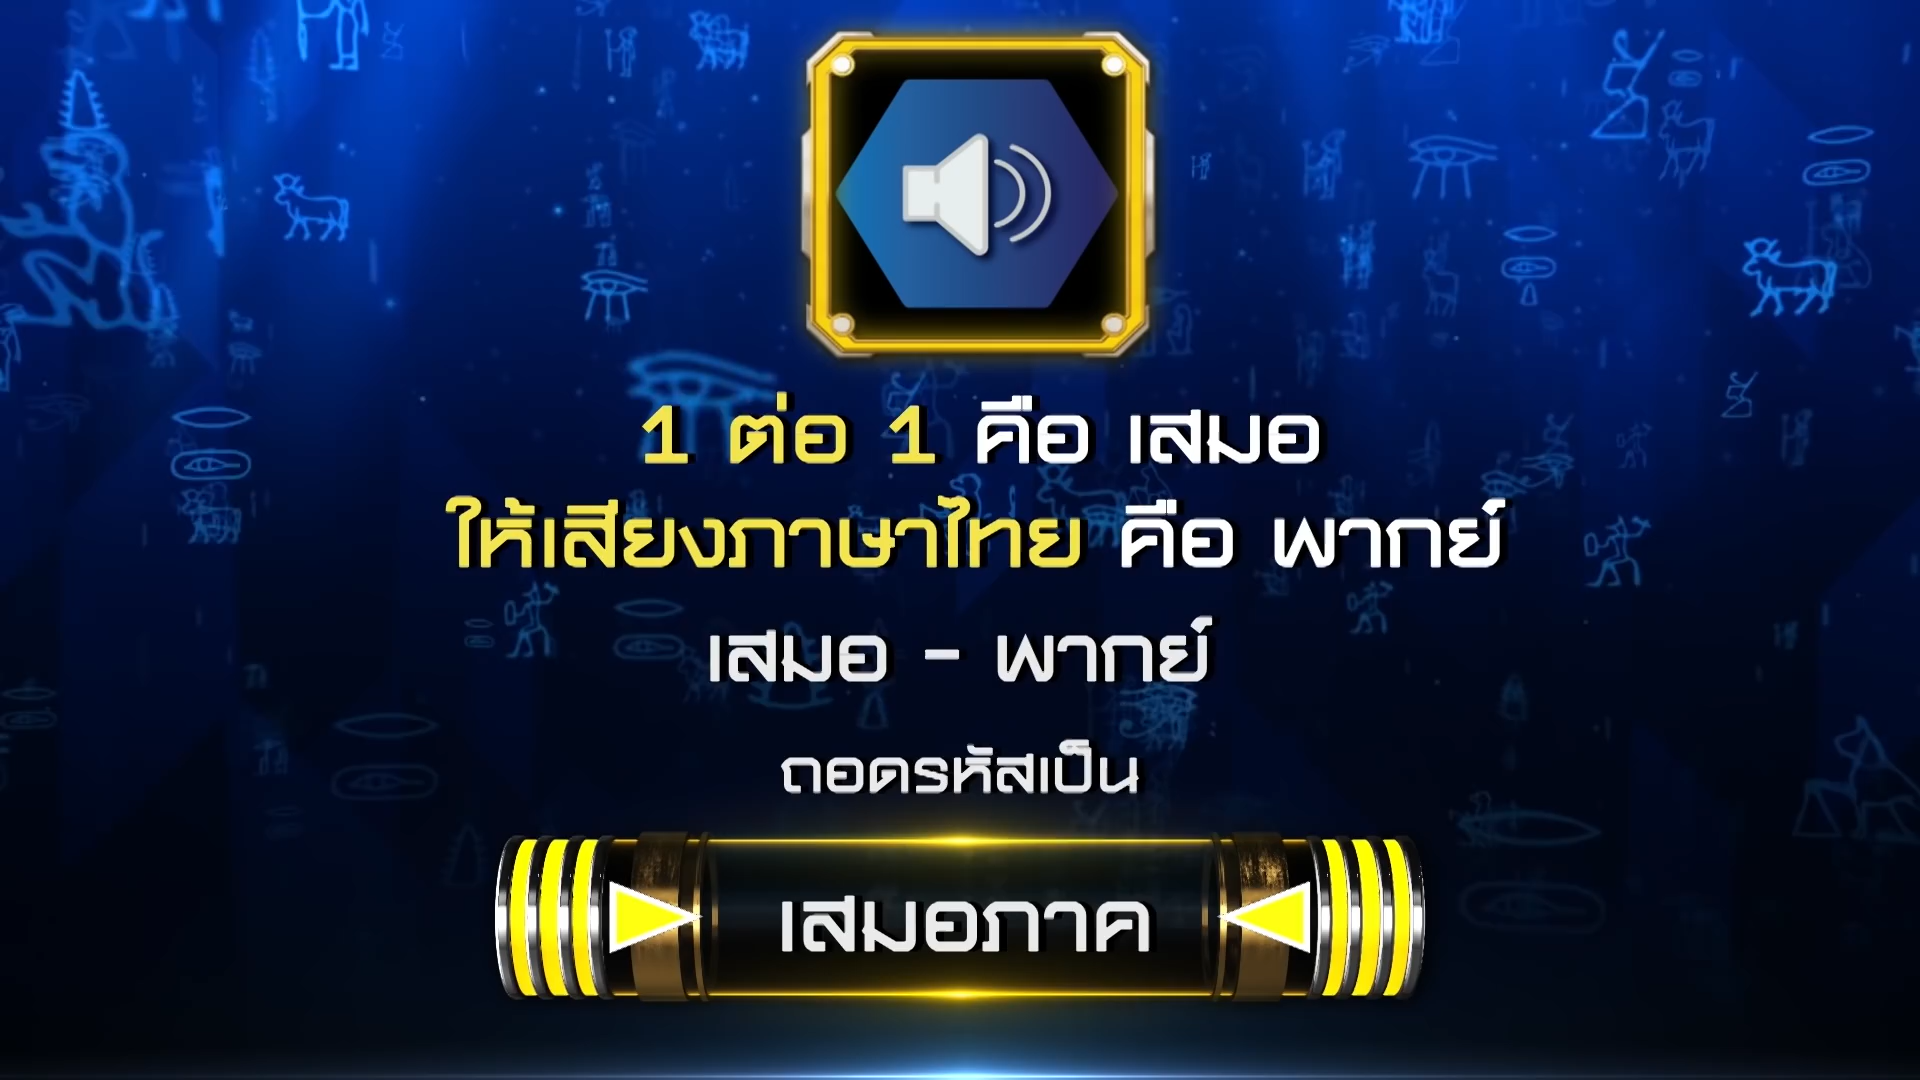 1 ต่อ 1 คือ เสมอ
ให้เสียงภาษาไทย คือ พากย์
เสมอ - พากย์
ถอดรหัสเป็น
เสมอภาค